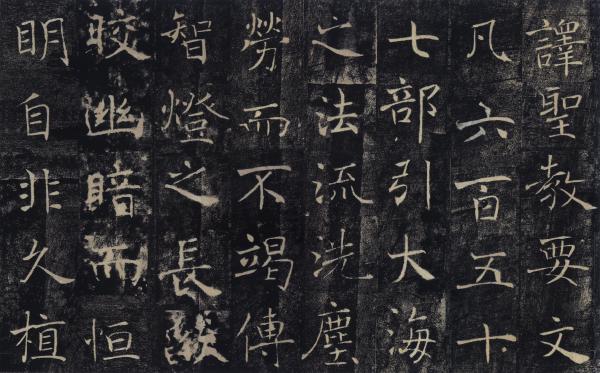 譯聖教要文
凡六百五十
七部引大海
之法流洗塵
勞而不竭傳
智燈之長燄
皎幽暗而恒
明自非久植